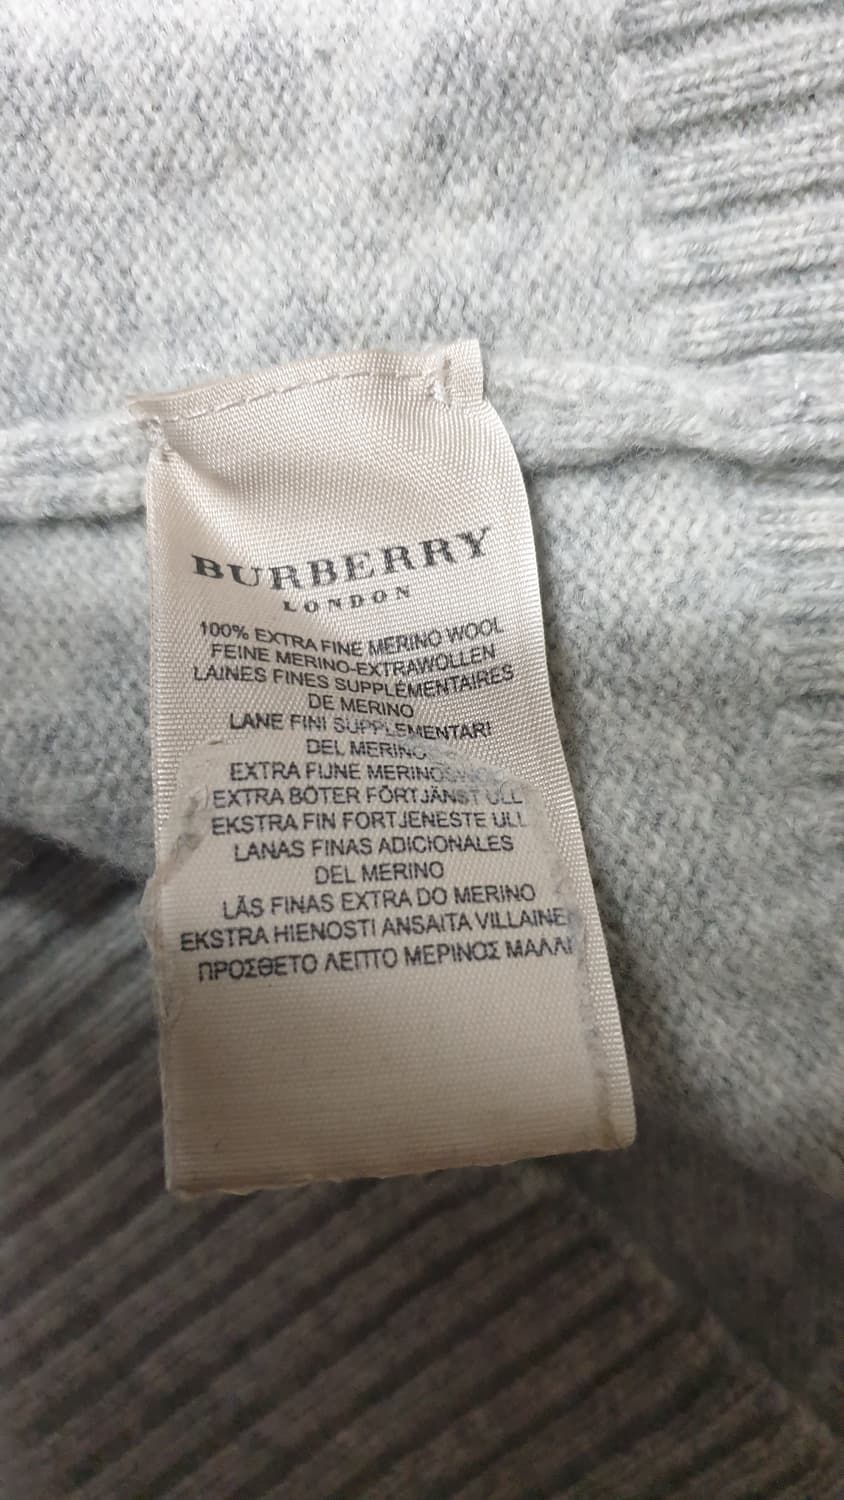 BURBERRY
LONDON
100% EXTRA FINE MERINO WOOL
FEINE MERINO-EXTRAWOLLEN
LAINES FINES SUPPLÉMENTAIRES
DE MERINO
LANE FINI SUPPLEMENTARI
DEL MERINO
EXTRA FIJNE
EXTRA BÖTER FÖRTJÄNST ULL
EKSTRA FIN FORTJENESTE ULL
LANAS FINAS ADICIONALES
DEL MERINO
LÃS FINAS EXTRA DO MERINO
EKSTRA HIENOSTI ANSAITA
ΠΡΟΣΘΕΤΟ ΛΕΠΤΟ ΜΕΡΙΝΟΣ